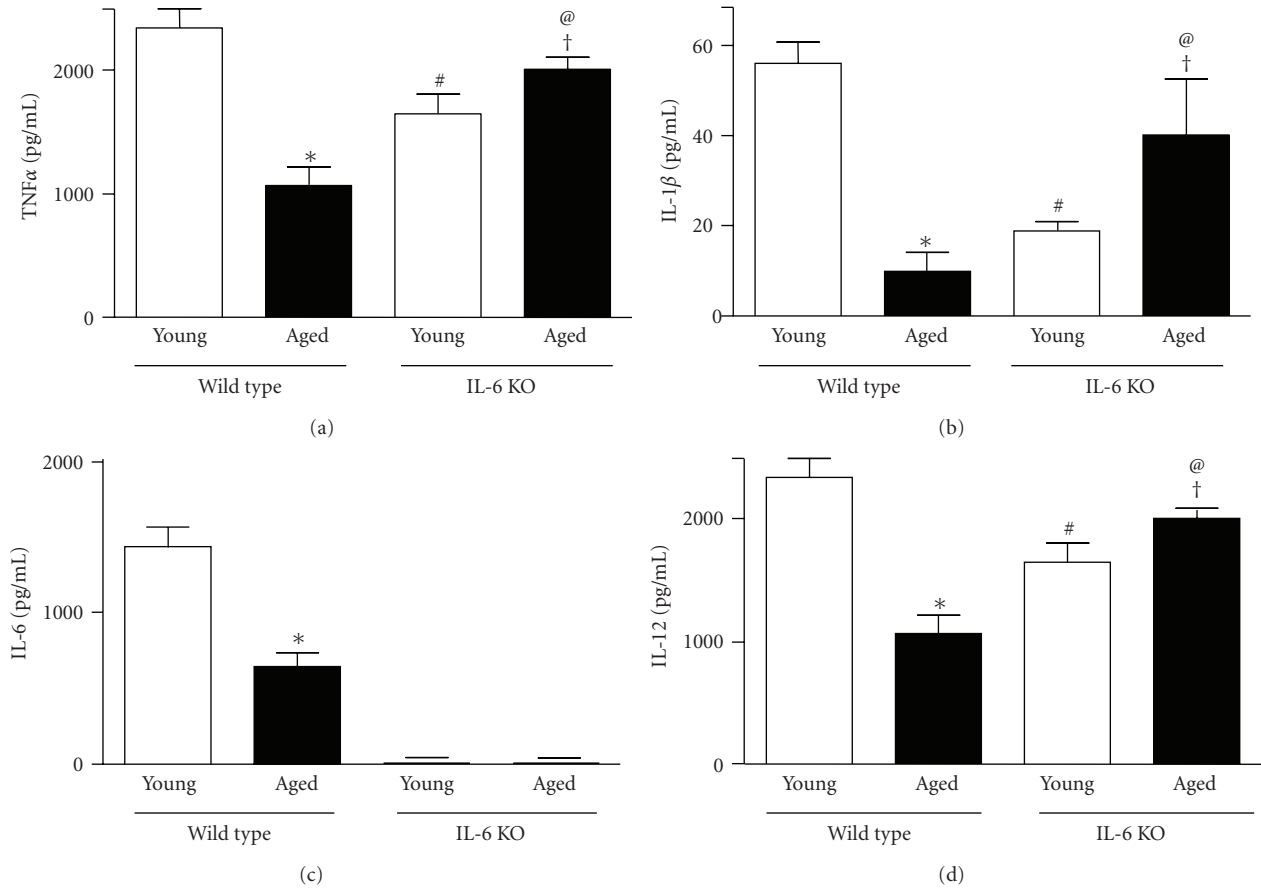 TNFα (pg/mL)
2000
1000
0
*
#
@
†
Young Aged Young Aged
Wild type IL-6 KO
(a)
IL-1β (pg/mL)
60
40
20
0
*
#
@
†
Young Aged Young Aged
Wild type IL-6 KO
(b)
IL-6 (pg/mL)
2000
1000
0
*
Young Aged Young Aged
Wild type IL-6 KO
(c)
IL-12 (pg/mL)
2000
1000
0
*
#
@
†
Young Aged Young Aged
Wild type IL-6 KO
(d)